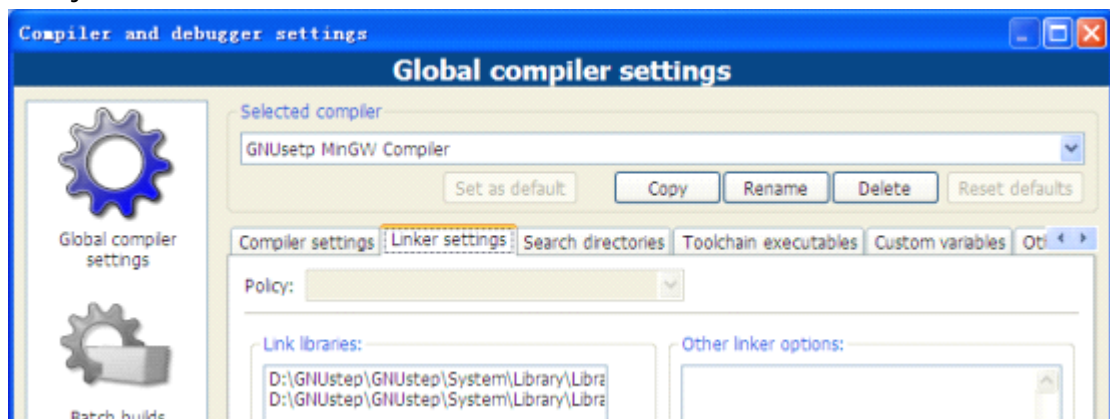 Compiler and debugger settings
Global compiler settings
Selected compiler
GNUsetp MinGW Compiler
Set as default Copy Rename Delete Reset defaults
Global compiler
settings
Compiler settings Linker settings Search directories Toolchain executables Custom variables
Policy:
Link libraries: Other linker options:
D:\GNUstep\GNUstep\System\Library\Libra
D:\GNUstep\GNUstep\System\Library\Libra
Batch builds